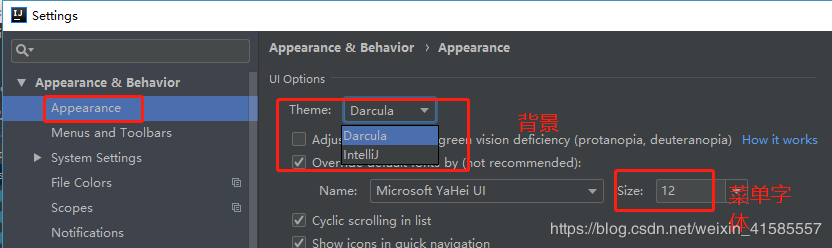 Settings
Appearance & Behavior
Appearance
Menus and Toolbars
System Settings
File Colors
Scopes
Notifications
Appearance & Behavior › Appearance
UI Options
Theme: Darcula
Darcula
IntelliJ
背景
Adjus green vision deficiency (protanopia, deuteranopia) How it works
Override default fonts by (not recommended):
Name: Microsoft YaHei UI Size: 12
菜单字体
Cyclic scrolling in list
Show icons in quick navigation
https://blog.csdn.net/weixin_41585557